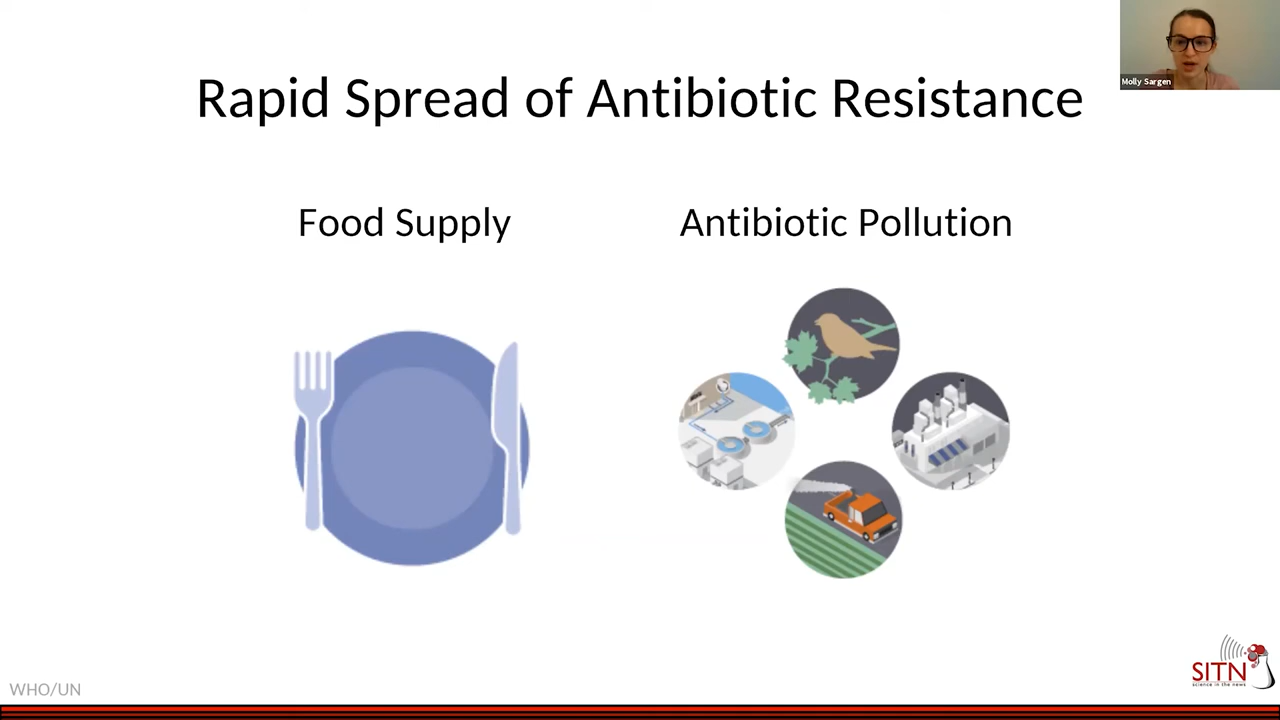 Molly Sargen
Rapid Spread of Antibiotic Resistance
Food Supply
Antibiotic Pollution
SITN
science in the news
WHO/UN